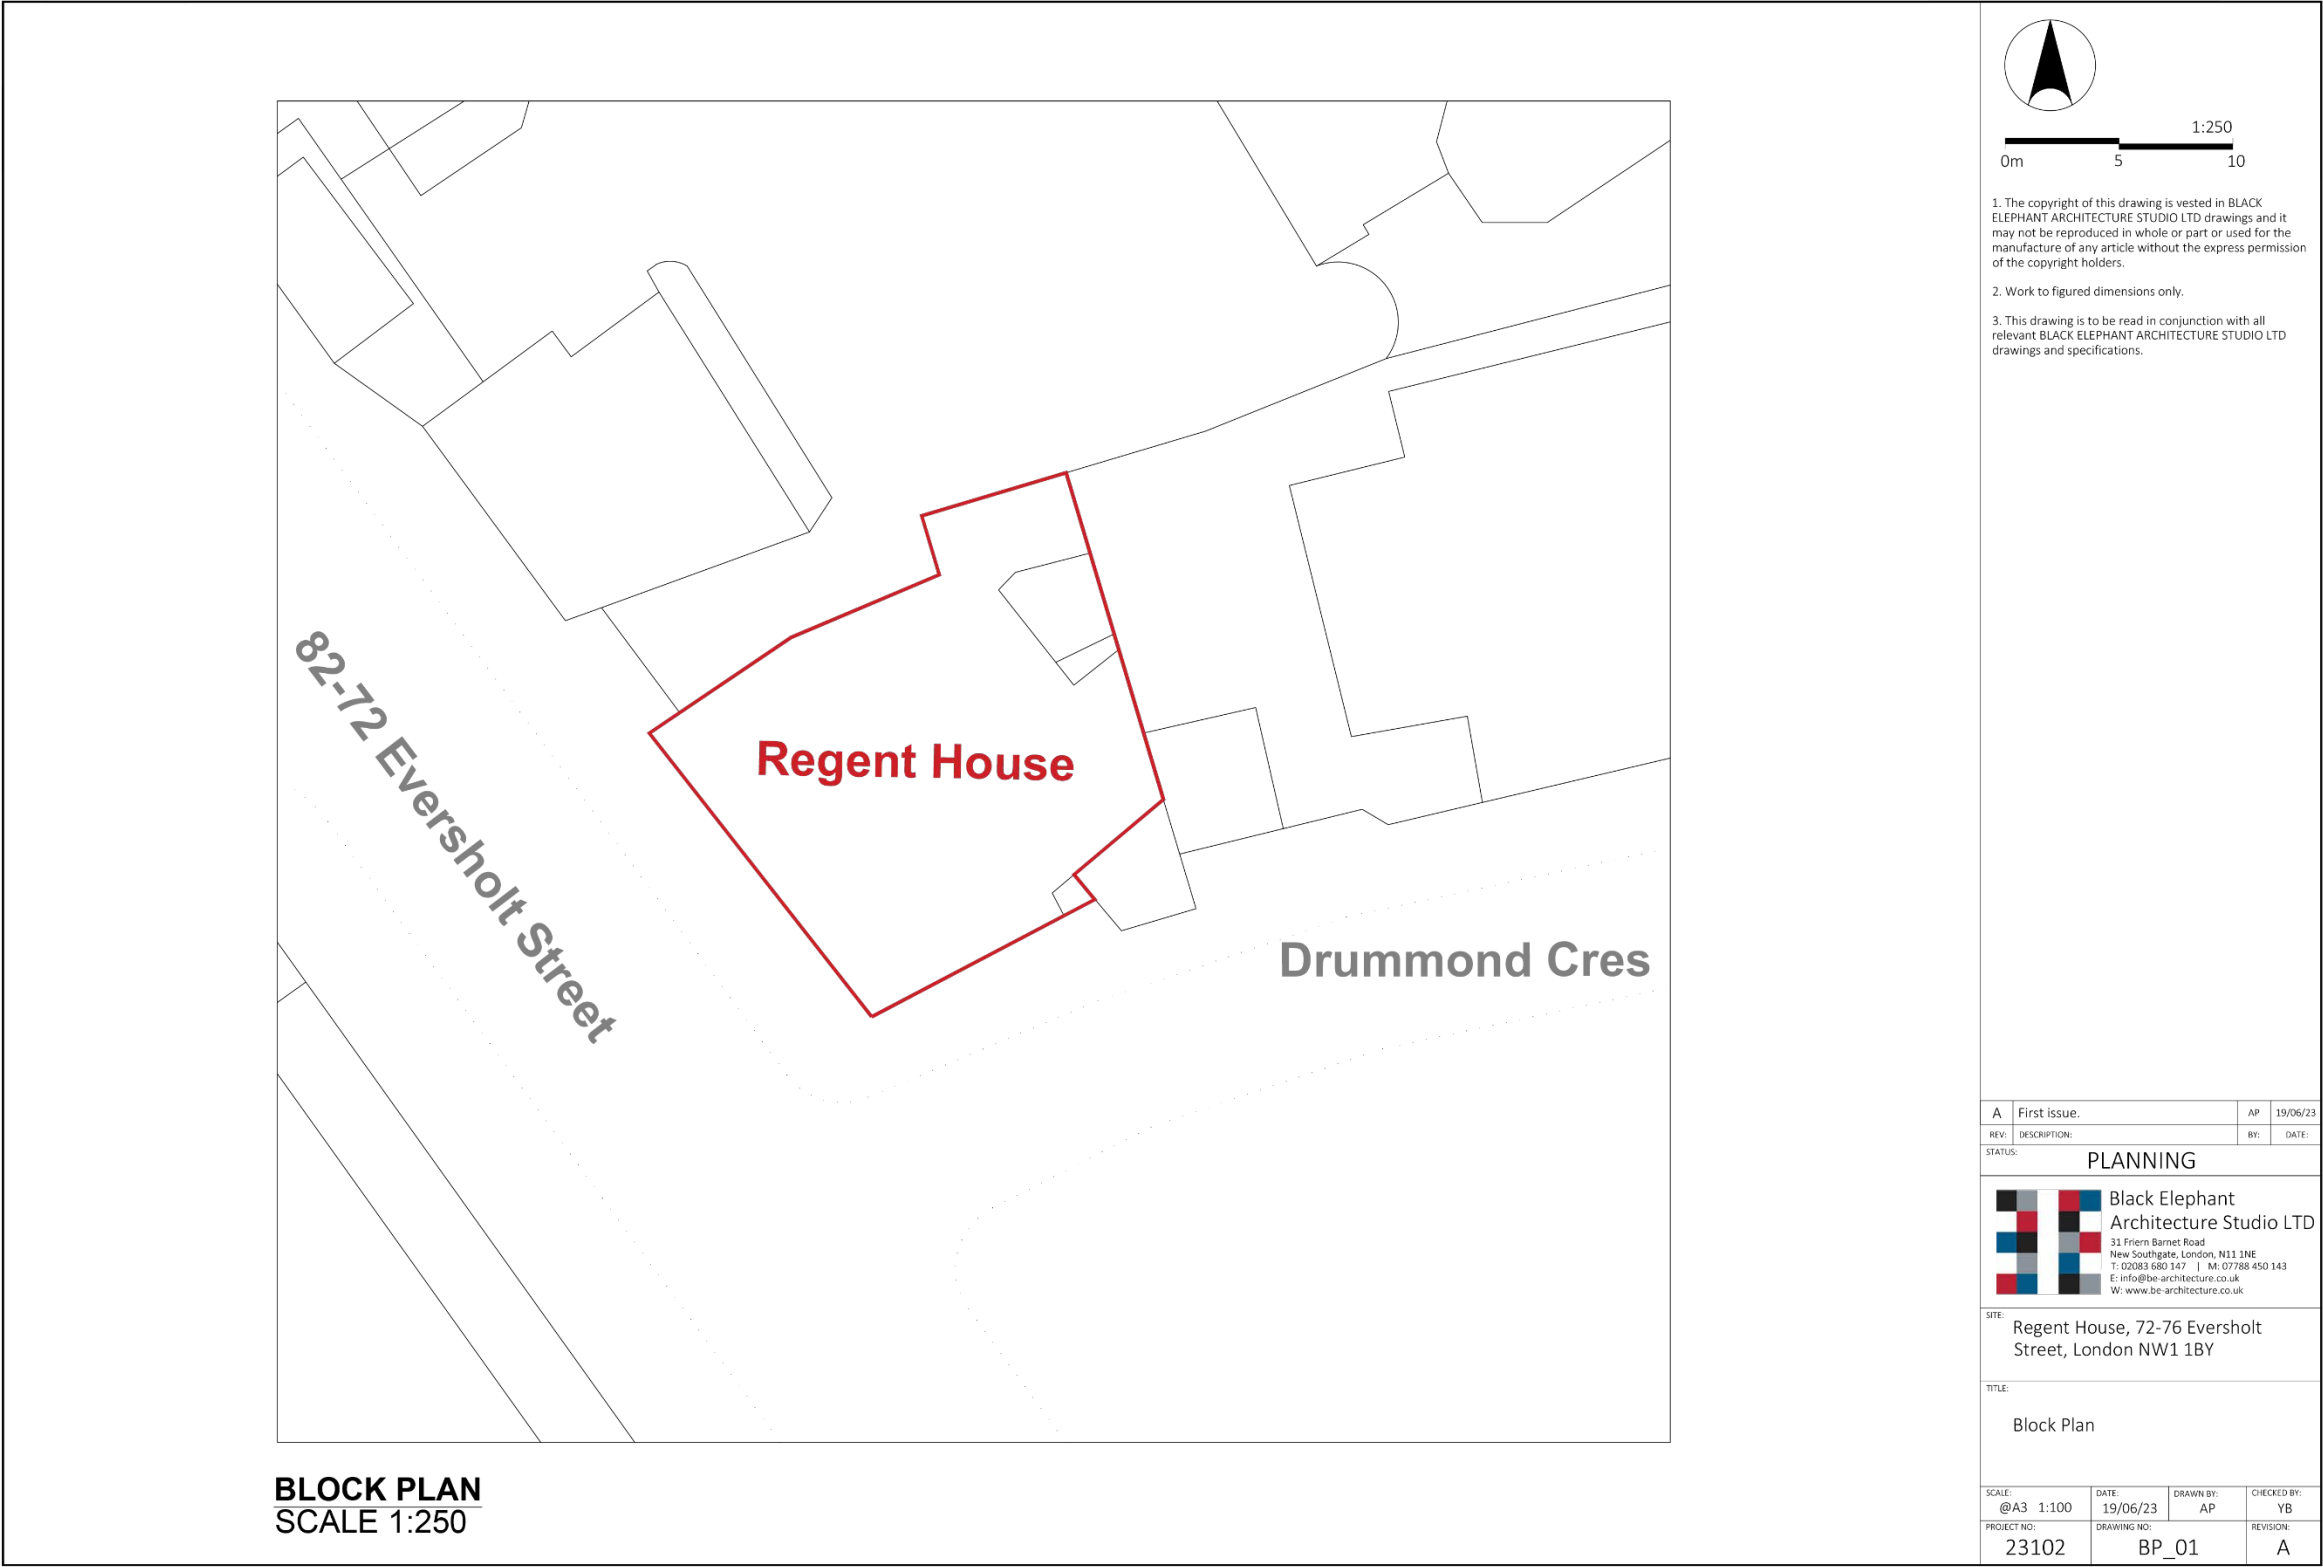 82-72 Eversholt Street
Regent House
Drummond Cres
BLOCK PLAN
SCALE 1:250
1:250
0m 5 10
1. The copyright of this drawing is vested in BLACK
ELEPHANT ARCHITECTURE STUDIO LTD drawings and it
may not be reproduced in whole or part or used for the
manufacture of any article without the express permission
of the copyright holders.
2. Work to figured dimensions only.
3. This drawing is to be read in conjunction with all
relevant BLACK ELEPHANT ARCHITECTURE STUDIO LTD
drawings and specifications.
A First issue. AP 19/06/23
REV: DESCRIPTION: BY: DATE:
STATUS:
PLANNING
Black Elephant
Architecture Studio LTD
31 Friern Barnet Road
New Southgate, London, N11 1NE
T: 02083 680 147 | M: 07788 450 143
E: info@be-architecture.co.uk
W: www.be-architecture.co.uk
SITE:
Regent House, 72-76 Eversholt
Street, London NW1 1BY
TITLE:
Block Plan
SCALE: DATE: DRAWN BY: CHECKED BY:
@A3 1:100 19/06/23 AP YB
PROJECT NO: DRAWING NO: REVISION:
23102 BP_01 A